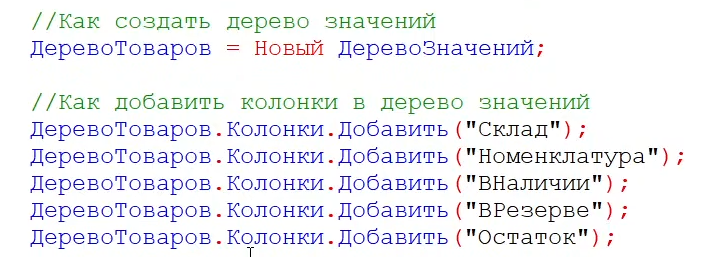 //Как создать дерево значений
ДеревоТоваров = Новый ДеревоЗначений;
//Как добавить колонки в дерево значений
ДеревоТоваров.Колонки.Добавить("Склад");
ДеревоТоваров.Колонки.Добавить("Номенклатура");
ДеревоТоваров.Колонки.Добавить("ВНаличии");
ДеревоТоваров.Колонки.Добавить("ВРезерве");
ДеревоТоваров.Колонки.Добавить("Остаток");